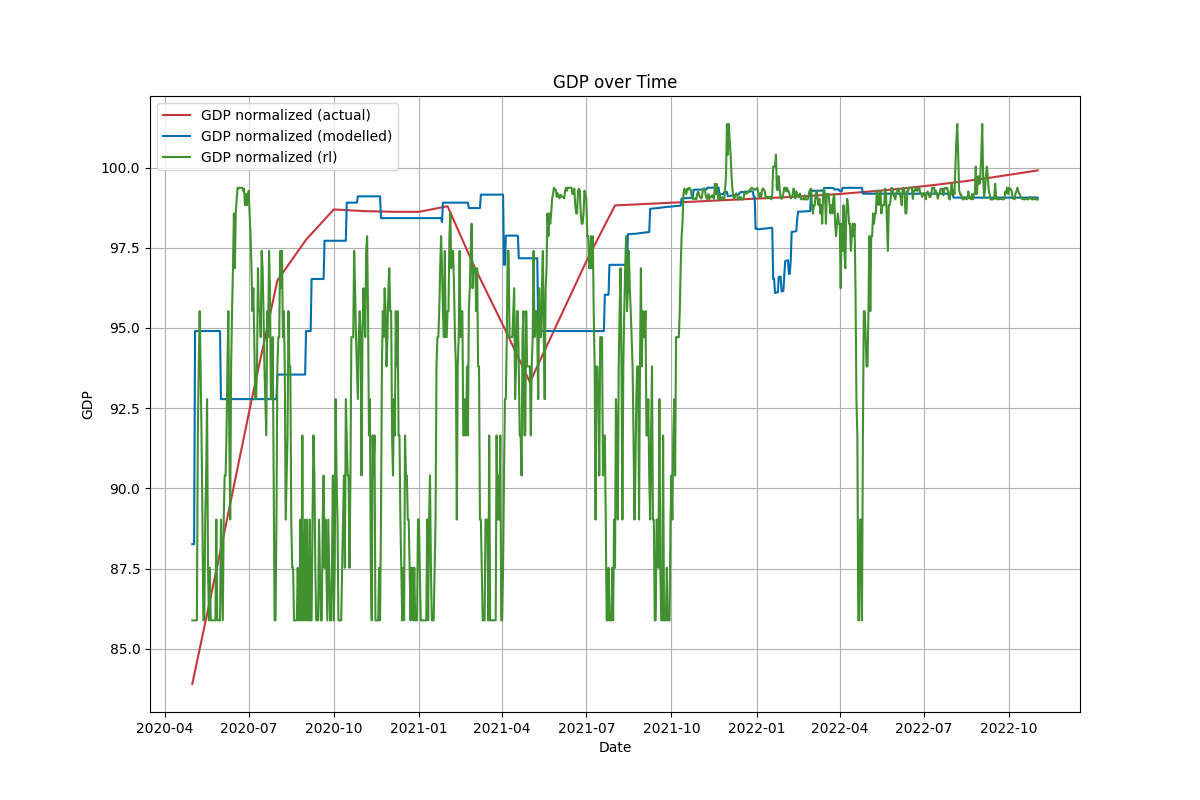 GDP over Time
GDP normalized (actual)
GDP normalized (modelled)
GDP normalized (rl)
GDP
100.0
97.5
95.0
92.5
90.0
87.5
85.0
2020-04 2020-07 2020-10 2021-01 2021-04 2021-07 2021-10 2022-01 2022-04 2022-07 2022-10
Date